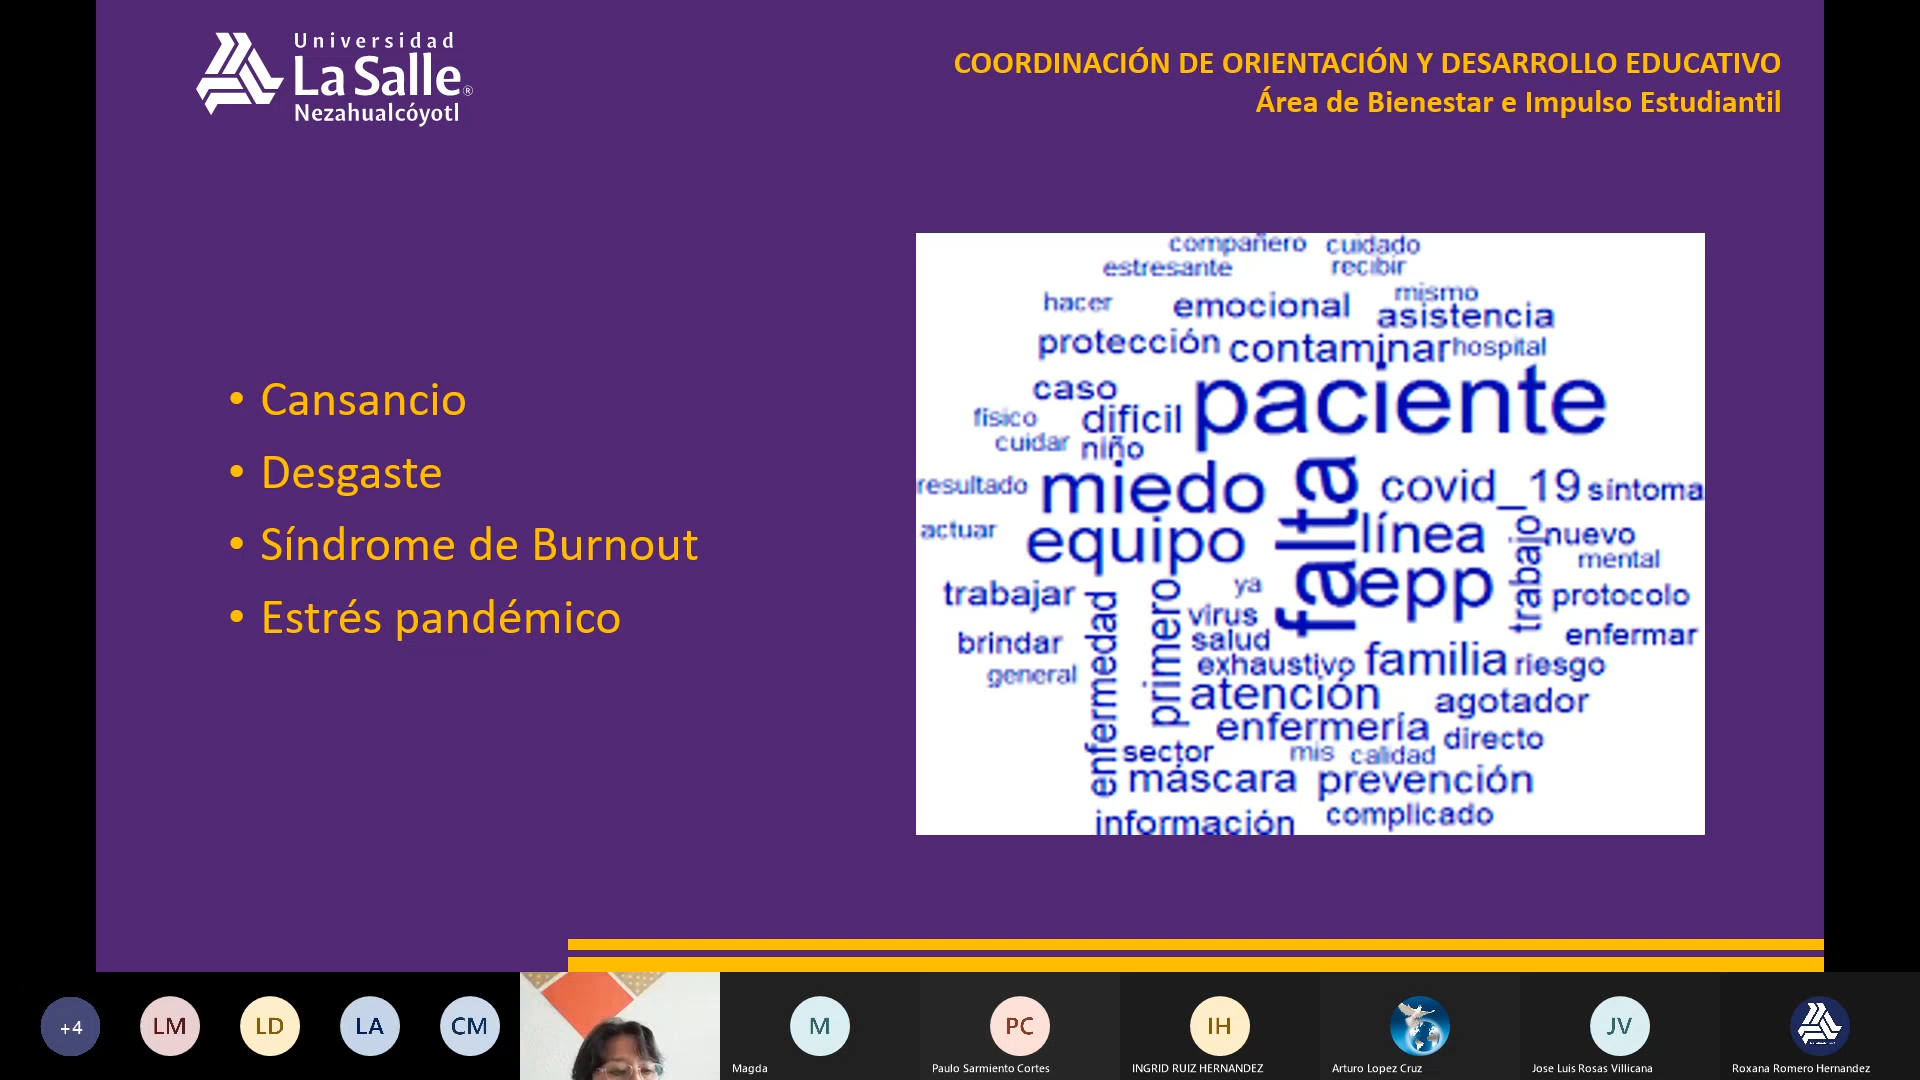 Universidad
La Salle®
Nezahualcóyotl
COORDINACIÓN DE ORIENTACIÓN Y DESARROLLO EDUCATIVO
Área de Bienestar e Impulso Estudiantil
• Cansancio
• Desgaste
• Síndrome de Burnout
• Estrés pandémico
compañero cuidado
estresante recibir
hacer emocional mismo
asistencia
protección contaminar hospital
caso paciente
físico difícil
cuidar niño
resultado miedo falta covid_19 síntoma
actuar equipo línea trabajo nuevo
mental
trabajar enfermedad primero ya epp protocolo
virus
brindar salud enfermar
general exhaustivo familia riesgo
atención agotador
enfermería directo
sector mis calidad
máscara prevención
información complicado
+4 LM LD LA CM M PC IH JV
Magda Paulo Sarmiento Cortes INGRID RUIZ HERNANDEZ Arturo Lopez Cruz Jose Luis Rosas Villicana Roxana Romero Hernandez